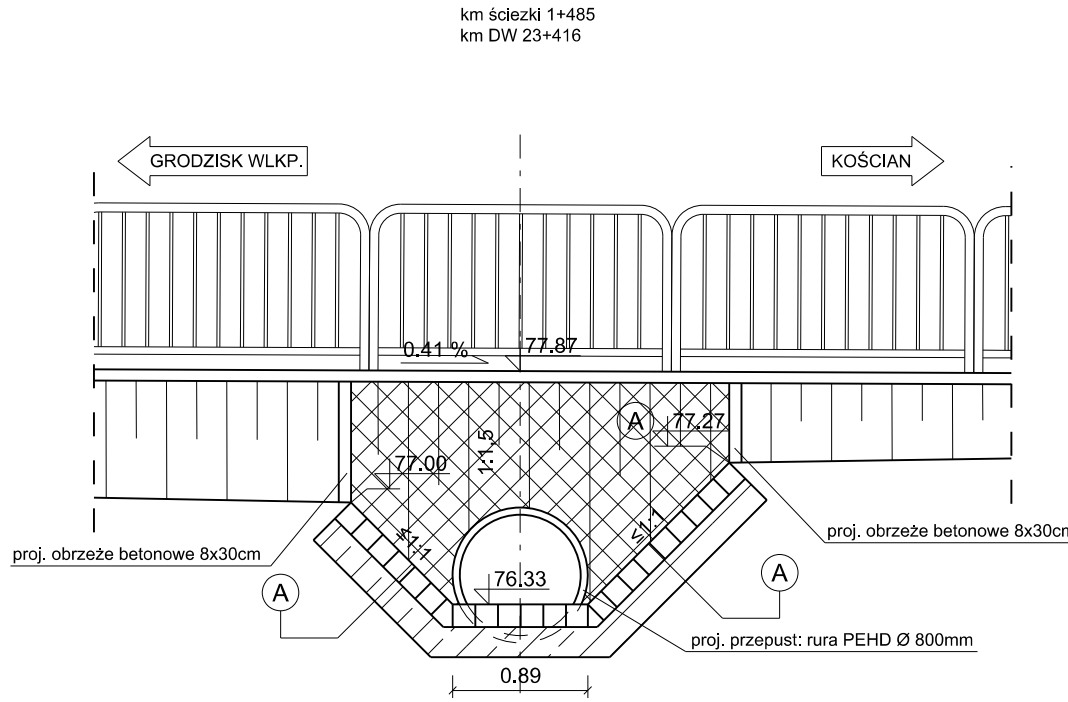 km ściezki 1+485
km DW 23+416
GRODZISK WLKP.
KOŚCIAN
0.41 %
77.87
A
77.27
77.00
1:1,5
≤1:1
≤1:1
proj. obrzeże betonowe 8x30cm
proj. obrzeże betonowe 8x30cm
76.33
A
A
proj. przepust: rura PEHD Ø 800mm
0.89